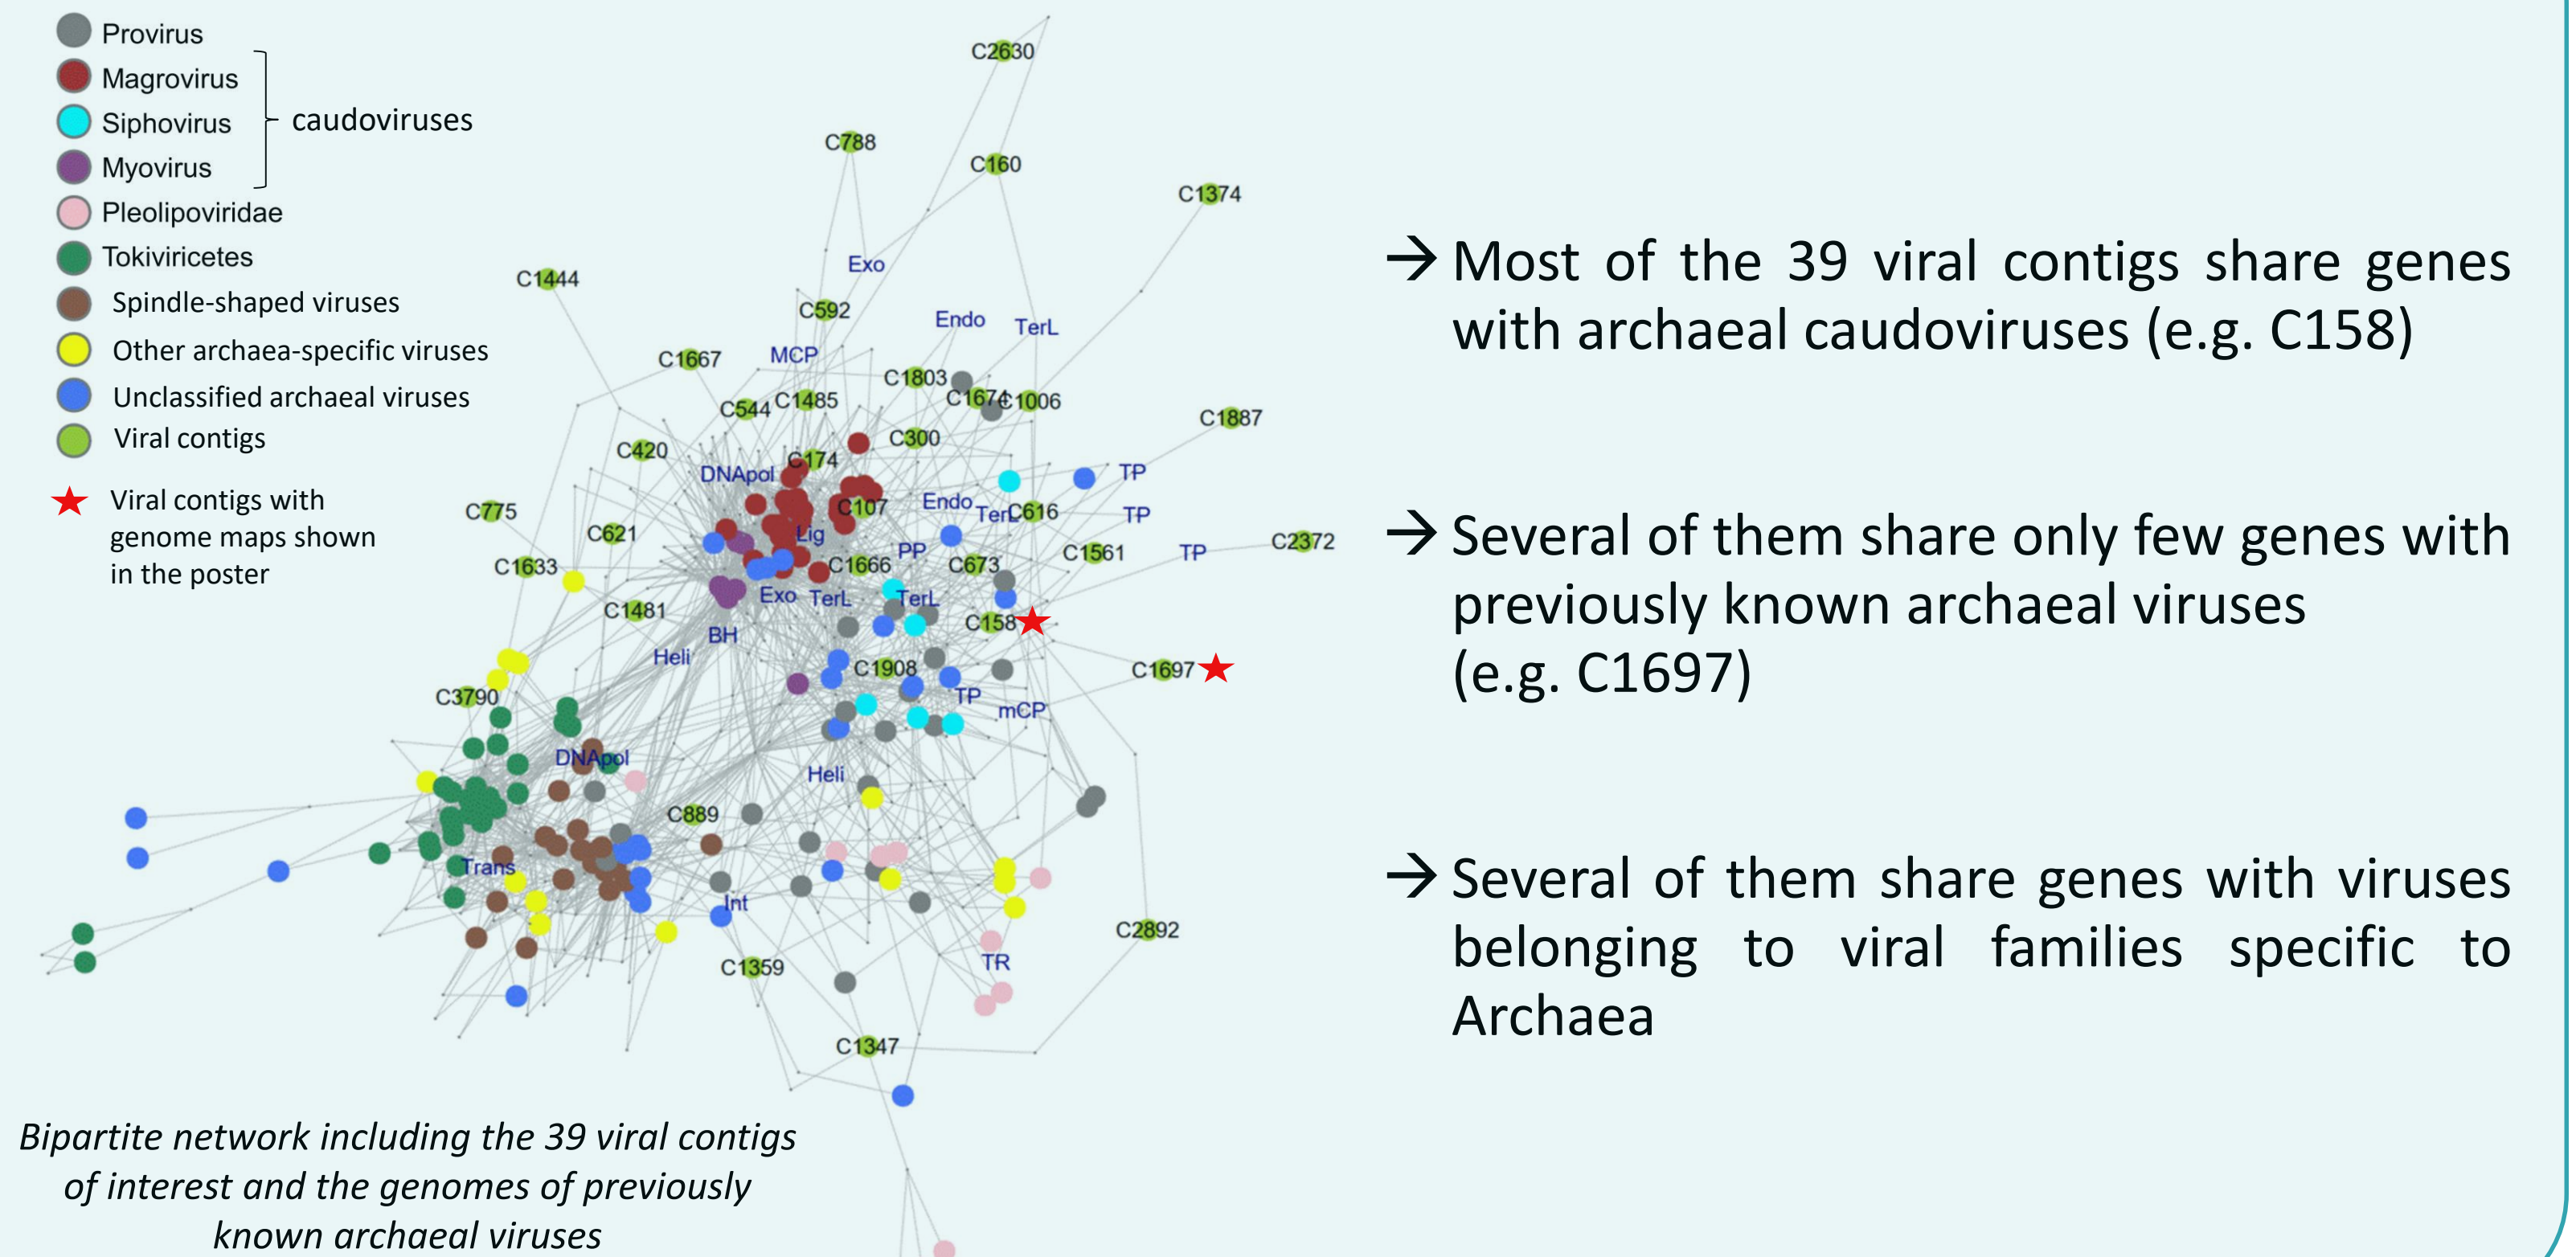 Provirus
Magrovirus
Siphovirus
Myovirus
caudoviruses
Pleolipoviridae
Tokiviricetes
Spindle-shaped viruses
Other archaea-specific viruses
Unclassified archaeal viruses
Viral contigs
Viral contigs with
genome maps shown
in the poster
C2630
C788
C160
C1374
Exo
C1444
C592
Endo
TerL
MCP
C1667
C1803
C1674
C1006
C544
C1485
C1887
C300
C420
C174
DNApol
TP
C775
C107
Endo
TerL
C616
TP
C621
Lig
C2372
PP
C1561
TP
C1633
C1666
C673
Exo
TerL
TerL
C1481
C158
BH
Heli
C1908
C1697
C3790
TP
mCP
DNApol
Heli
C889
Trans
Int
C2892
C1359
TR
C1347
Bipartite network including the 39 viral contigs
of interest and the genomes of previously
known archaeal viruses
→ Most of the 39 viral contigs share genes
with archaeal caudoviruses (e.g. C158)
→ Several of them share only few genes with
previously known archaeal viruses
(e.g. C1697)
→ Several of them share genes with viruses
belonging to viral families specific to
Archaea